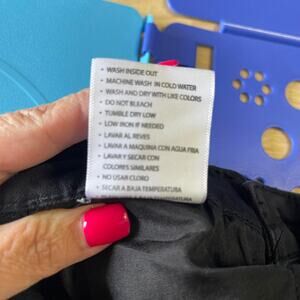 • WASH INSIDE OUT
• MACHINE WASH IN COLD WATER
• WASH AND DRY WITH LIKE COLORS
• DO NOT BLEACH
• TUMBLE DRY LOW
• LOW IRON IF NEEDED
• LAVAR AL REVES
• LAVAR A MAQUINA CON AGUA FRIA
• LAVAR Y SECAR CON
COLORES SIMILARES
• NO USAR CLORO
• SECAR A BAJA TEMPERATURA